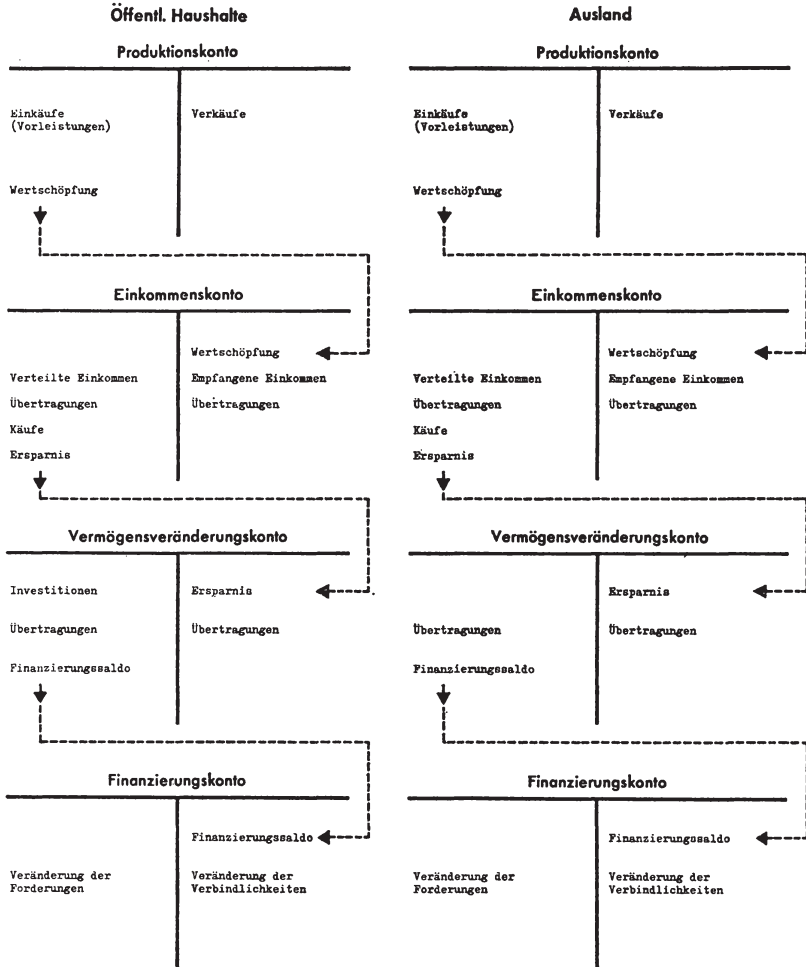 Öffentl. Haushalte
Produktionskonto
Einkäufe
(Vorleistungen)
Verkäufe
Wertschöpfung
Einkommenskonto
Wertschöpfung
Verteilte Einkommen
Empfangene Einkommen
Übertragungen
Übertragungen
Käufe
Ersparnis
Vermögensveränderungskonto
Investitionen
Ersparnis
Übertragungen
Übertragungen
Finanzierungssaldo
Finanzierungskonto
Finanzierungssaldo
Veränderung der
Forderungen
Veränderung der
Verbindlichkeiten
Ausland
Produktionskonto
Einkäufe
(Vorleistungen)
Verkäufe
Wertschöpfung
Einkommenskonto
Wertschöpfung
Verteilte Einkommen
Empfangene Einkommen
Übertragungen
Übertragungen
Käufe
Ersparnis
Vermögensveränderungskonto
Ersparnis
Übertragungen
Übertragungen
Finanzierungssaldo
Finanzierungskonto
Finanzierungssaldo
Veränderung der
Forderungen
Veränderung der
Verbindlichkeiten